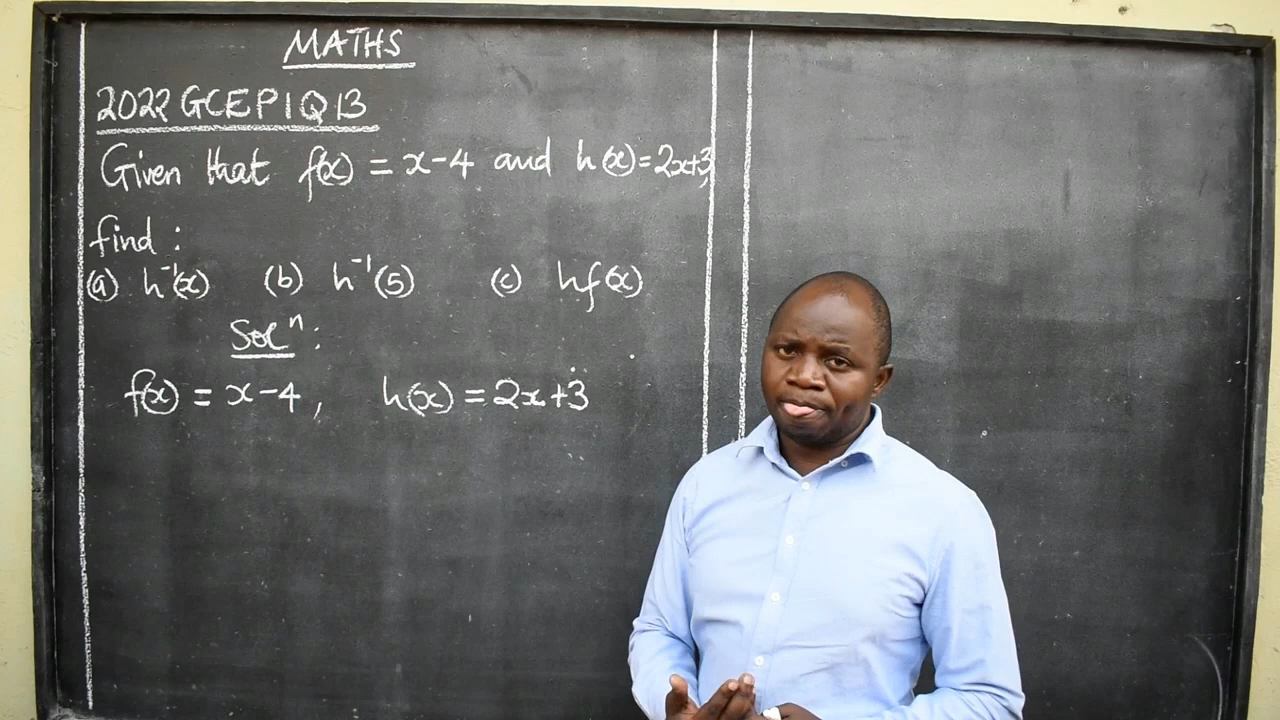 MATHS
2022 GCE P1 Q13
Given that f(x) = x-4 and h(x)=2x+3,
find :
(a) h⁻¹(x) (b) h⁻¹(5) (c) hf(x)
Solⁿ:
f(x) = x-4, h(x) = 2x+3